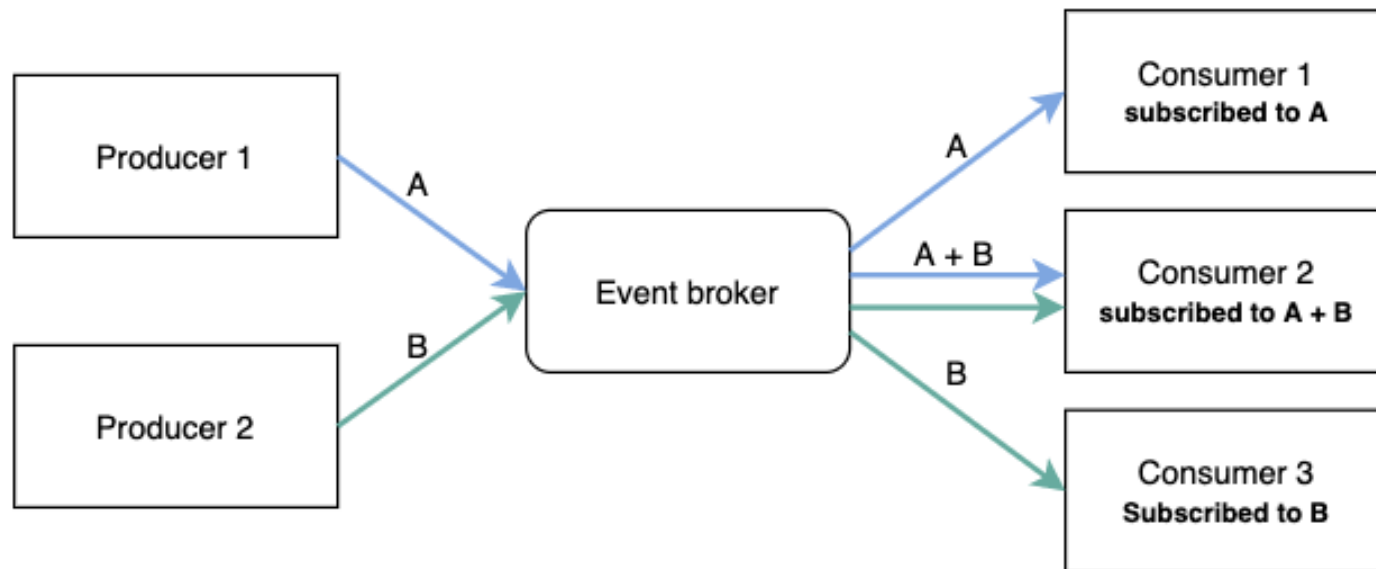 Producer 1
A
Producer 2
B
Event broker
A
A + B
B
Consumer 1
subscribed to A
Consumer 2
subscribed to A + B
Consumer 3
Subscribed to B